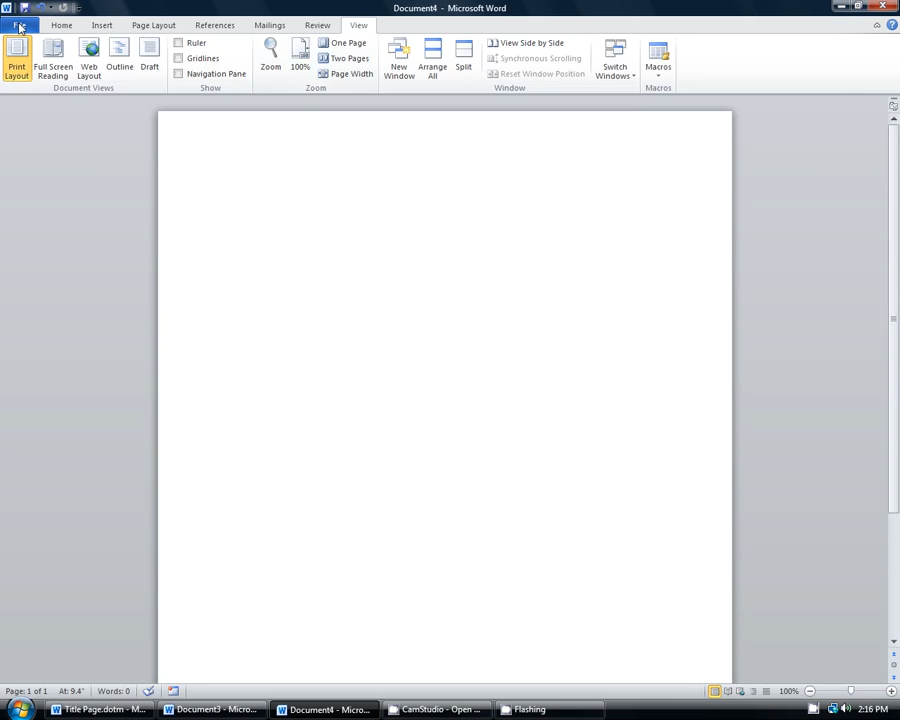 Document4 - Microsoft Word
File Home Insert Page Layout References Mailings Review View
Print Layout
Full Screen Reading
Web Layout
Outline
Draft
Document Views
Ruler
Gridlines
Navigation Pane
Show
Zoom
100%
One Page
Two Pages
Page Width
Zoom
New Window
Arrange All
Split
View Side by Side
Synchronous Scrolling
Reset Window Position
Window
Switch Windows
Macros
Macros
Page: 1 of 1 At: 9.4" Words: 0 100%
Title Page.dotm - M... Document3 - Micro... Document4 - Micro... CamStudio - Open ... Flashing 2:16 PM